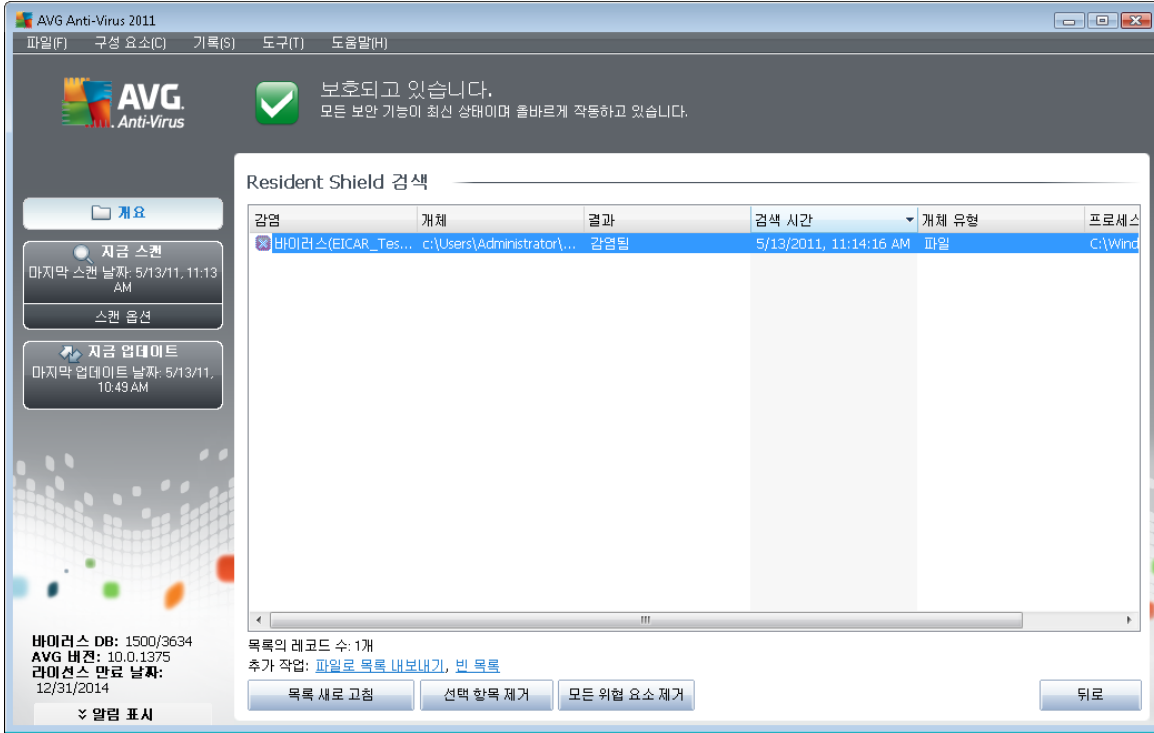 AVG Anti-Virus 2011
파일(F) 구성 요소(C) 기록(S) 도구(T) 도움말(H)
AVG.
Anti-Virus
보호되고 있습니다.
모든 보안 기능이 최신 상태이며 올바르게 작동하고 있습니다.
개요
지금 스캔
마지막 스캔 날짜: 5/13/11, 11:13
AM
스캔 옵션
지금 업데이트
마지막 업데이트 날짜: 5/13/11,
10:49 AM
바이러스 DB: 1500/3634
AVG 버전: 10.0.1375
라이선스 만료 날짜:
12/31/2014
알림 표시
Resident Shield 검색
감염 개체 결과 검색 시간 개체 유형 프로세스
바이러스(EICAR_Tes... c:\Users\Administrator\... 감염됨 5/13/2011, 11:14:16 AM 파일 C:\Wind
목록의 레코드 수: 1개
추가 작업: 파일로 목록 내보내기, 빈 목록
목록 새로 고침 선택 항목 제거 모든 위협 요소 제거 뒤로